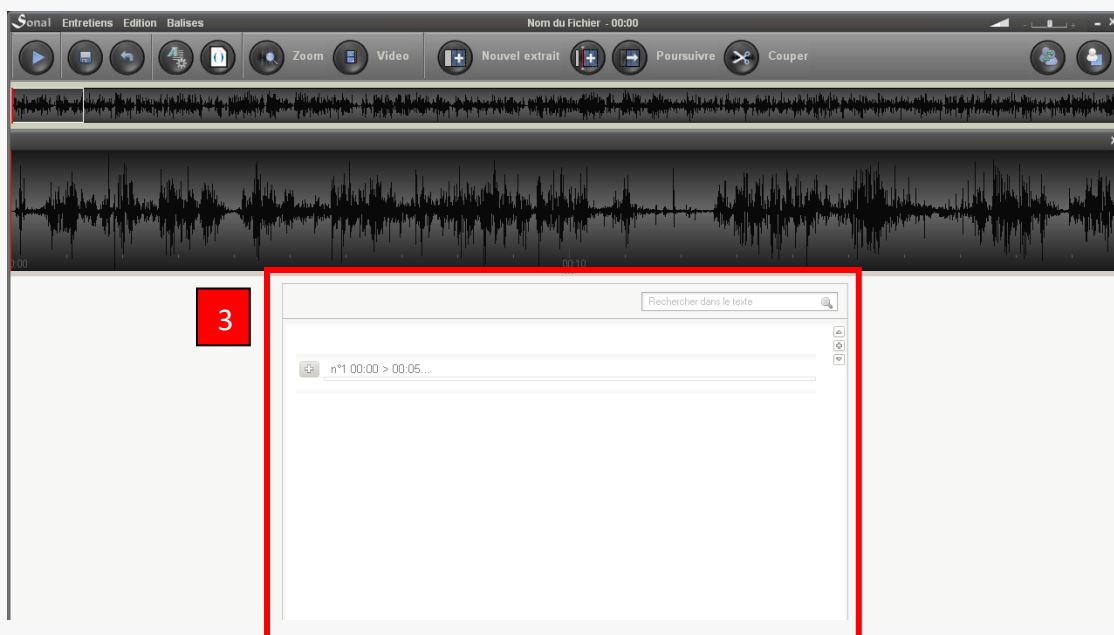 Sonal Entretiens Edition Balises Nom du Fichier - 00:00
Zoom Video Nouvel extrait Poursuivre Couper
0:00 00:10
3
Rechercher dans le texte
n°1 00:00 > 00:05...